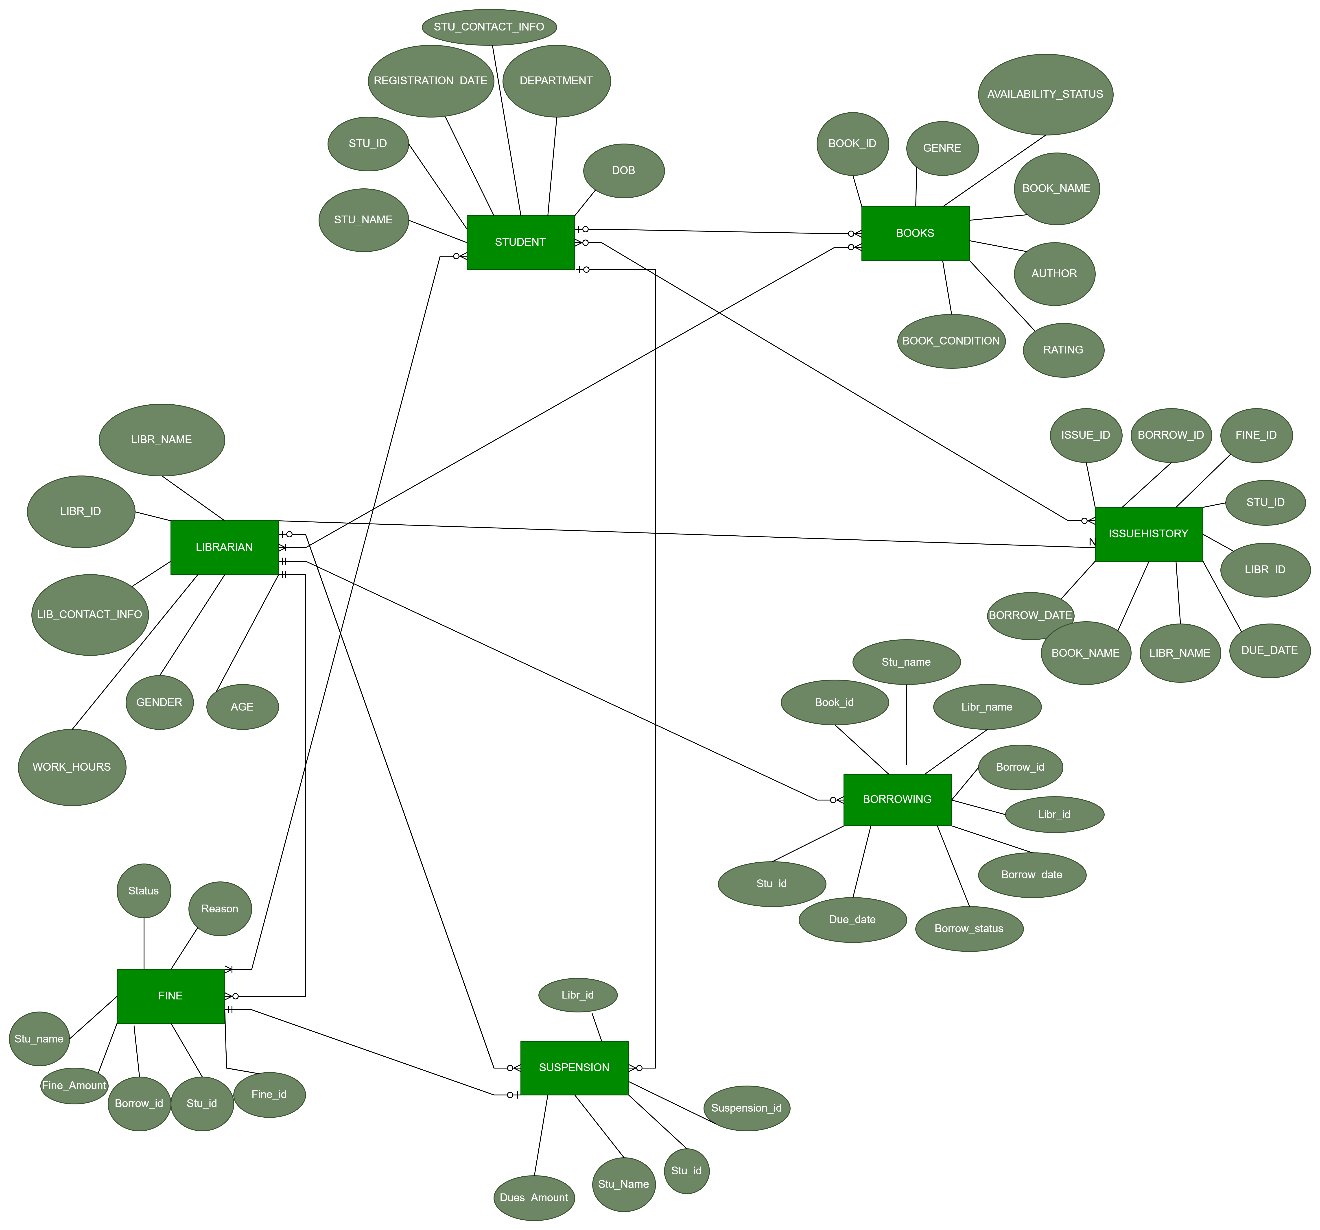 STU_CONTACT_INFO
REGISTRATION_DATE
DEPARTMENT
AVAILABILITY_STATUS
STU_ID
BOOK_ID
GENRE
DOB
BOOK_NAME
STU_NAME
STUDENT
BOOKS
AUTHOR
BOOK_CONDITION
RATING
LIBR_NAME
ISSUE_ID
BORROW_ID
FINE_ID
LIBR_ID
STU_ID
LIBRARIAN
ISSUEHISTORY
N
LIBR_ID
LIB_CONTACT_INFO
BORROW_DATE
BOOK_NAME
LIBR_NAME
DUE_DATE
GENDER
AGE
Stu_name
Book_id
Libr_name
WORK_HOURS
Borrow_id
BORROWING
Libr_id
Stu_id
Borrow_date
Due_date
Borrow_status
Status
Reason
FINE
Libr_id
Stu_name
SUSPENSION
Fine_Amount
Borrow_id
Stu_id
Fine_id
Suspension_id
Dues_Amount
Stu_Name
Stu_id